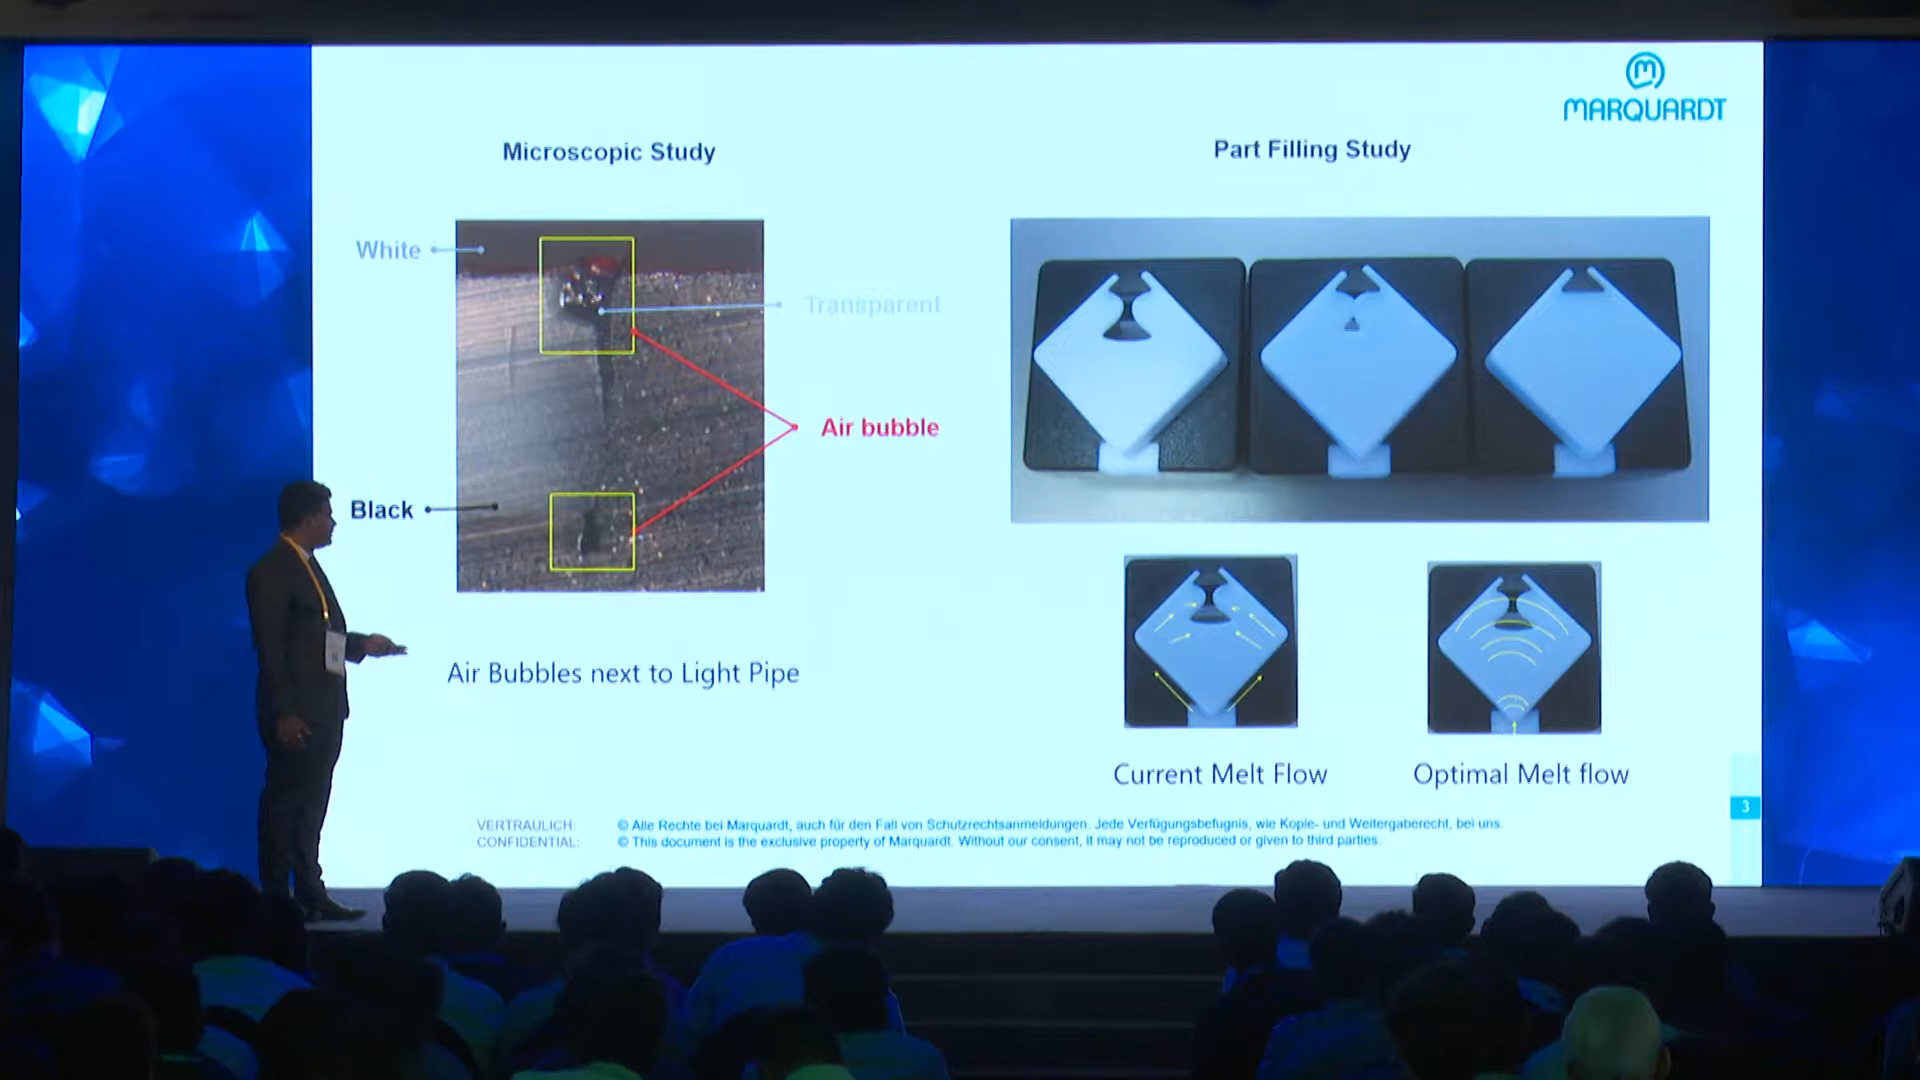 MARQUARDT
Microscopic Study
Part Filling Study
White
Transparent
Air bubble
Black
Air Bubbles next to Light Pipe
Current Melt Flow
Optimal Melt flow
3
VERTRAULICH: © Alle Rechte bei Marquardt, auch für den Fall von Schutzrechtsanmeldungen. Jede Verfügungsbefugnis, wie Kopie- und Weitergaberecht, bei uns.
CONFIDENTIAL: © This document is the exclusive property of Marquardt. Without our consent, it may not be reproduced or given to third parties.